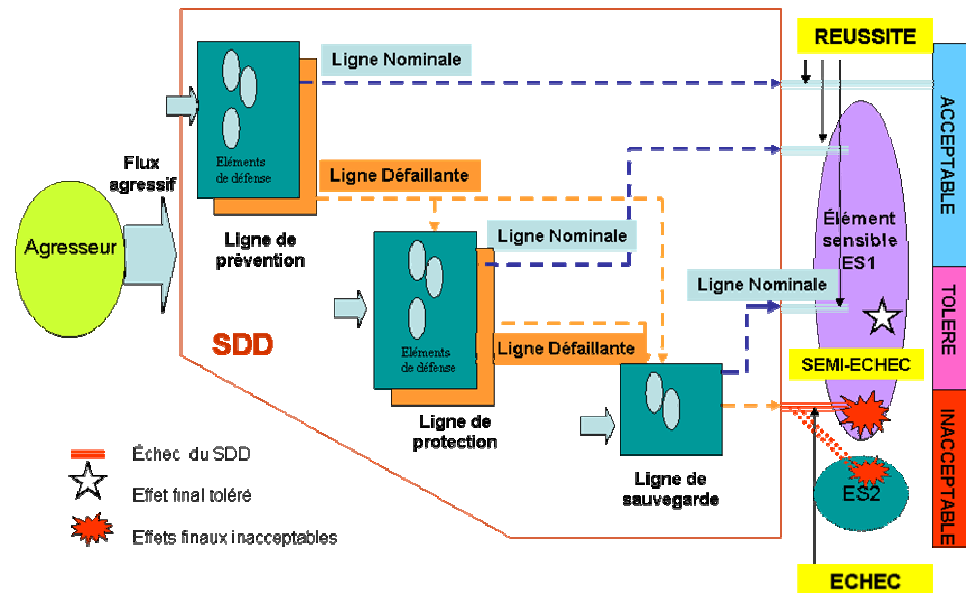 REUSSITE
Ligne Nominale
ACCEPTABLE
Flux
agressif
Eléments
de défense
Ligne Défaillante
Agresseur
Ligne de
prévention
Ligne Nominale
Élément
sensible
ES1
Ligne Nominale
TOLERE
SDD
Eléments
de défense
Ligne Défaillante
SEMI-ECHEC
Ligne de
protection
INACCEPTABLE
Échec du SDD
Ligne de
sauvegarde
Effet final toléré
ES2
Effets finaux inacceptables
ECHEC